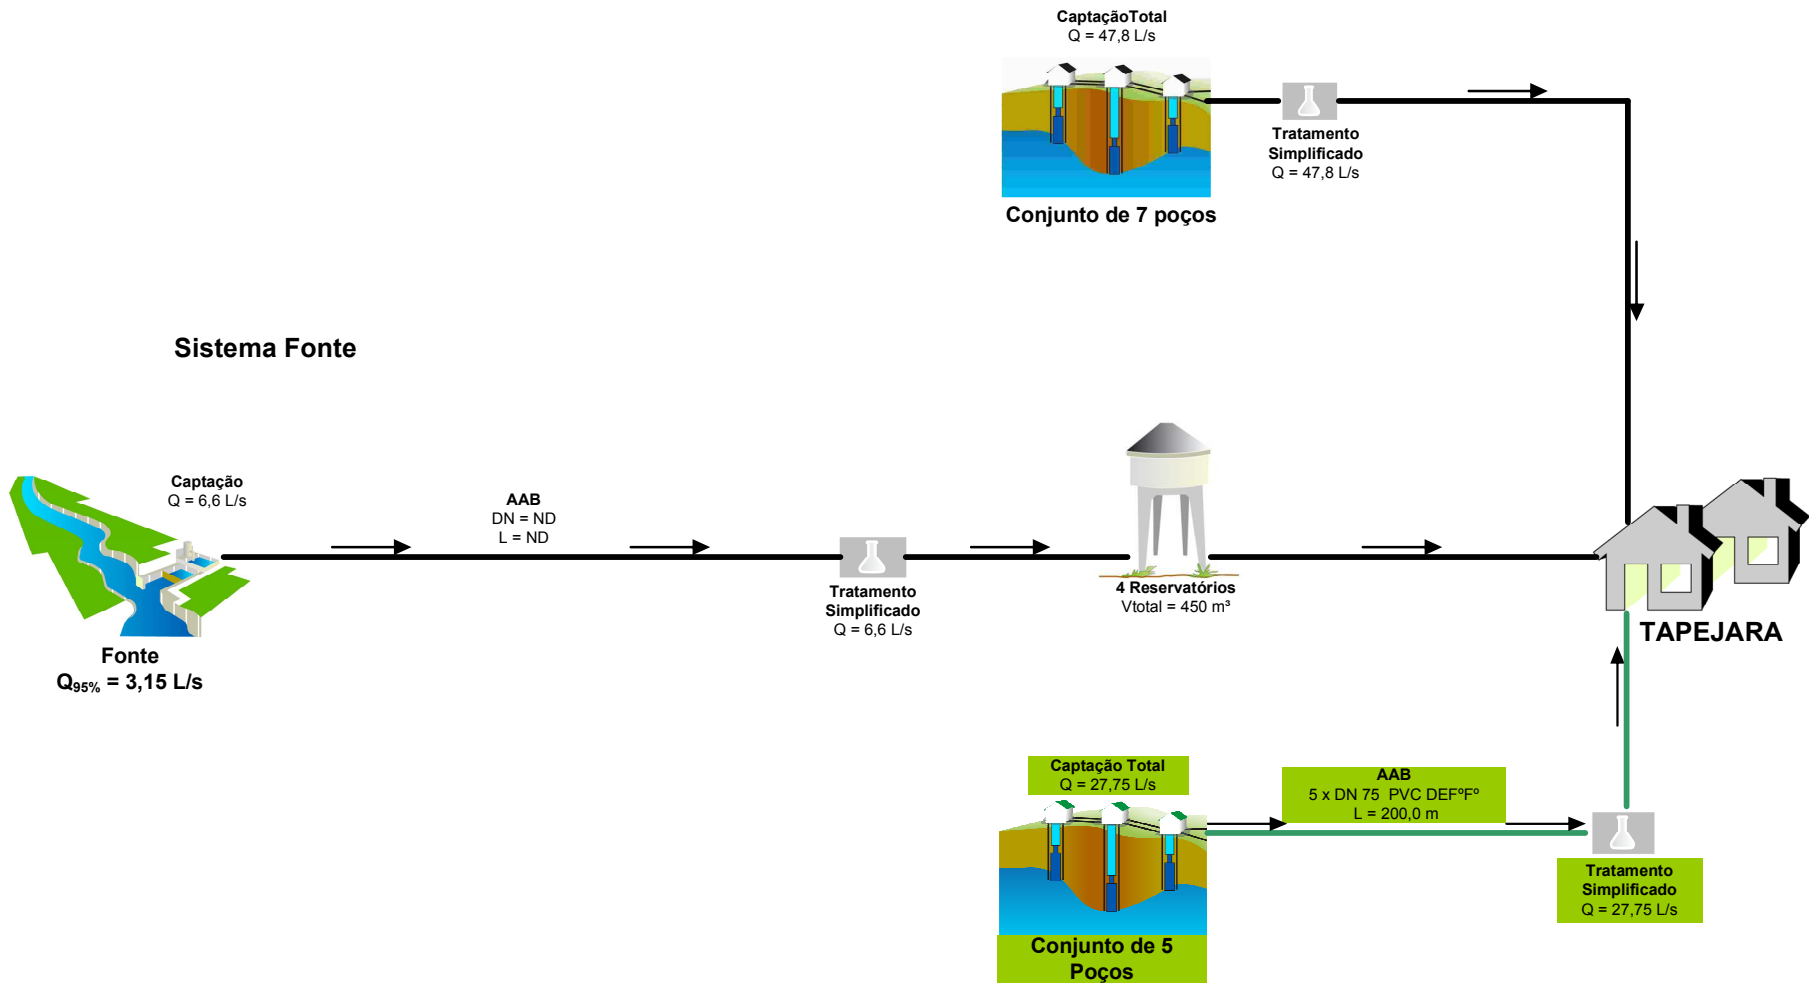 CaptaçãoTotal
Q = 47,8 L/s
Tratamento
Simplificado
Q = 47,8 L/s
Conjunto de 7 poços
Sistema Fonte
Captação
Q = 6,6 L/s
AAB
DN = ND
L = ND
Tratamento
Simplificado
Q = 6,6 L/s
4 Reservatórios
Vtotal = 450 m³
Fonte
Q95% = 3,15 L/s
TAPEJARA
Captação Total
Q = 27,75 L/s
AAB
5 x DN 75 PVC DEFºFº
L = 200,0 m
Tratamento
Simplificado
Q = 27,75 L/s
Conjunto de 5
Poços